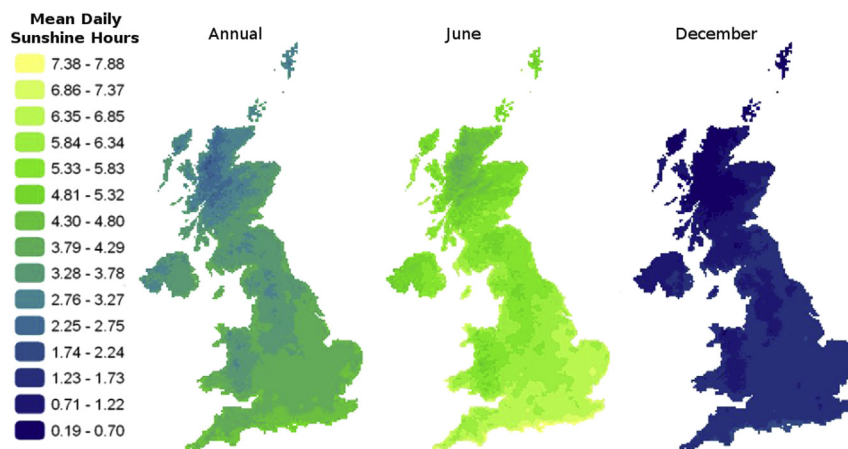 Mean Daily
Sunshine Hours
7.38 - 7.88
6.86 - 7.37
6.35 - 6.85
5.84 - 6.34
5.33 - 5.83
4.81 - 5.32
4.30 - 4.80
3.79 - 4.29
3.28 - 3.78
2.76 - 3.27
2.25 - 2.75
1.74 - 2.24
1.23 - 1.73
0.71 - 1.22
0.19 - 0.70
Annual
June
December